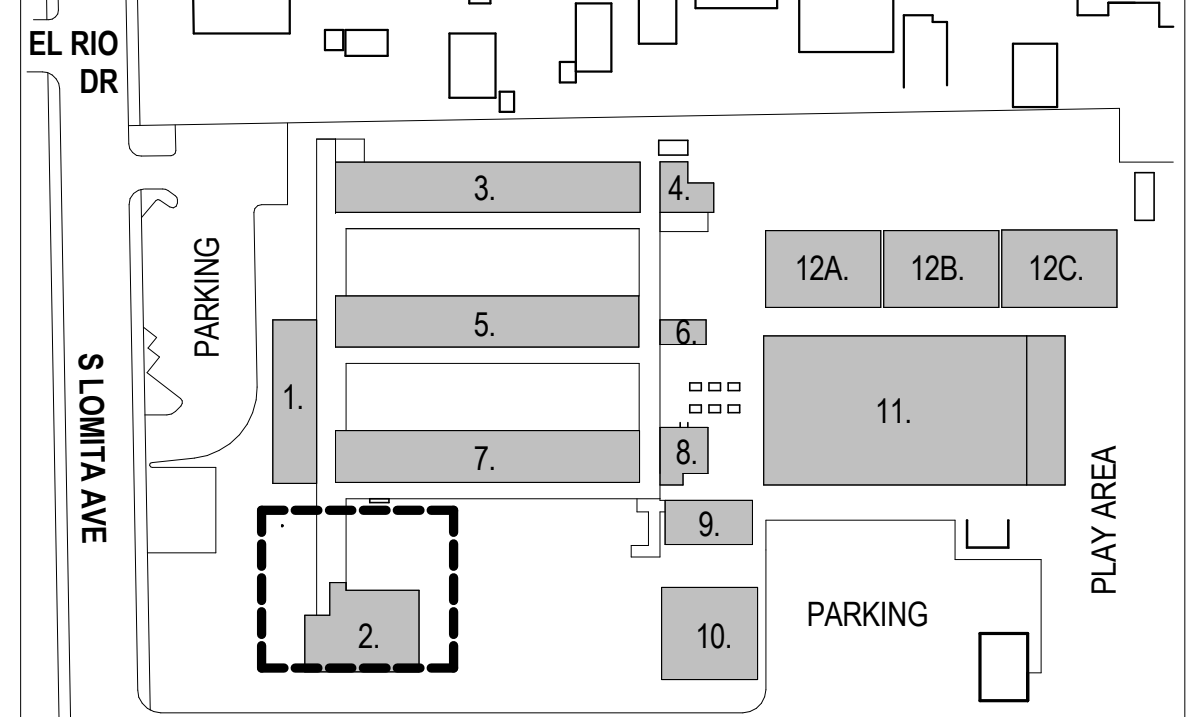 EL RIO
DR
3.
4.
PARKING
12A.
12B.
12C.
5.
6.
S LOMITA AVE
1.
11.
7.
8.
PLAY AREA
9.
PARKING
2.
10.